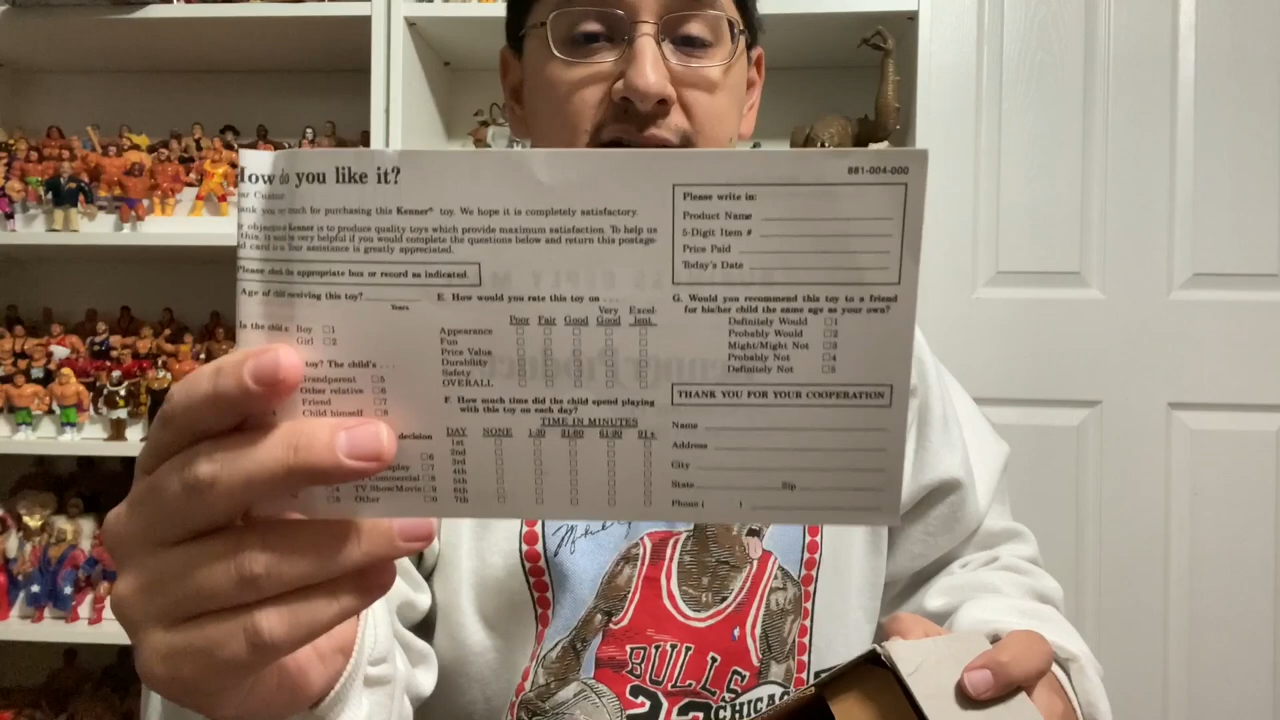 How do you like it?
881-004-000
much for purchasing this Kenner® toy. We hope it is completely satisfactory.
Kenner is to produce quality toys which provide maximum satisfaction. To help us
this, it would be very helpful if you would complete the questions below and return this postage-
assistance is greatly appreciated.
Please check the appropriate box or record as indicated.
Age of child receiving this toy?
Years
Is the child:
Boy □1
Girl □2
toy? The child's . . .
Grandparent □5
Other relative □6
Friend □7
Child himself □8
decision
□6
□7
Commercial □8
□4 TV Show/Movie □9
□5 Other □0
E. How would you rate this toy on . . .
Poor Fair Good Very Good Excel-lent
Appearance □ □ □ □ □
Fun □ □ □ □ □
Price Value □ □ □ □ □
Durability □ □ □ □ □
Safety □ □ □ □ □
OVERALL □ □ □ □ □
F. How much time did the child spend playing
with this toy on each day?
TIME IN MINUTES
DAY NONE 1-30 31-60 61-90 91+
1st □ □ □ □
2nd □ □ □ □
3rd □ □ □ □
4th □ □ □ □
5th □ □ □ □
6th □ □ □ □
7th □ □ □ □ □
Please write in:
Product Name
5-Digit Item #
Price Paid
Today's Date
G. Would you recommend this toy to a friend
for his/her child the same age as your own?
Definitely Would □1
Probably Would □2
Might/Might Not □3
Probably Not □4
Definitely Not □5
THANK YOU FOR YOUR COOPERATION
Name
Address
City
State Zip
Phone ( )
BULLS
23
CHICAG